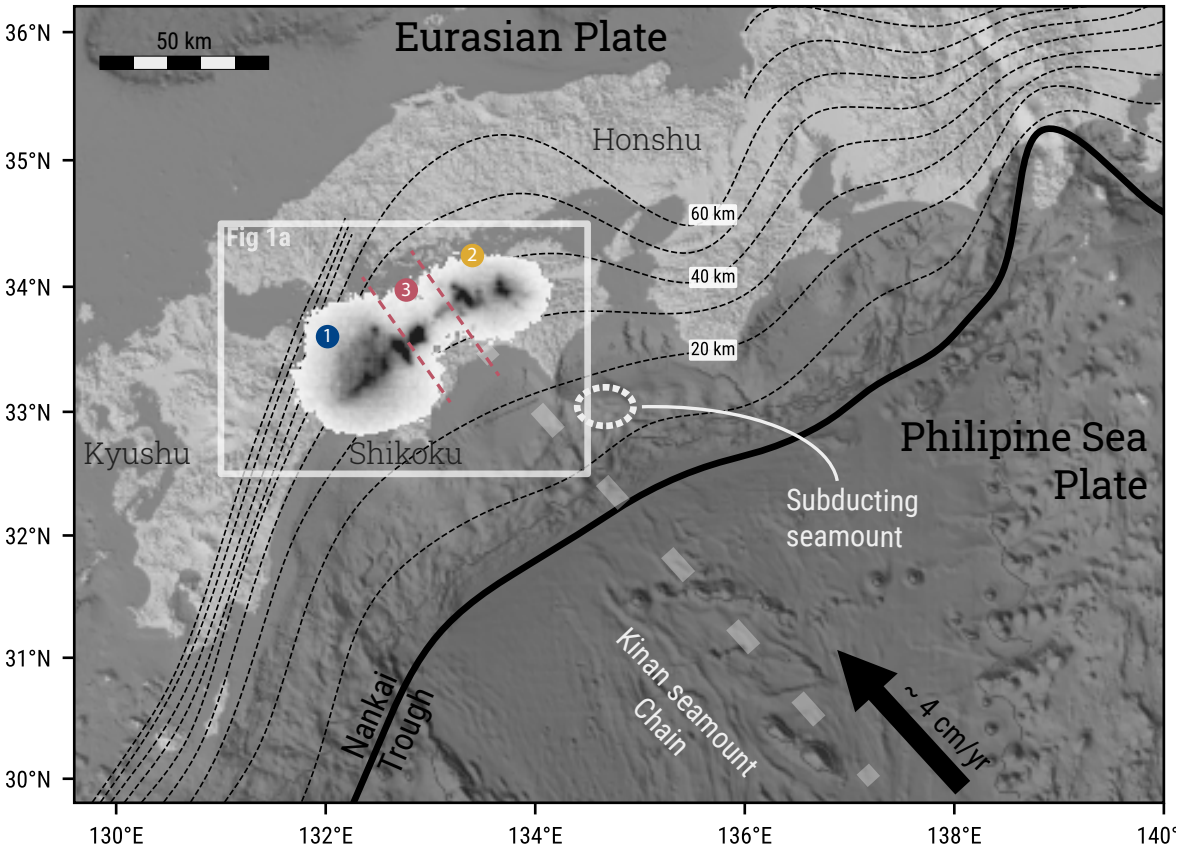 36°N
35°N
34°N
33°N
32°N
31°N
30°N
50 km
Eurasian Plate
Honshu
60 km
40 km
20 km
Fig 1a
1
2
3
Kyushu
Shikoku
Philipine Sea
Plate
Subducting
seamount
Kinan seamount
Chain
~ 4 cm/yr
Nankai
Trough
130°E
132°E
134°E
136°E
138°E
140°